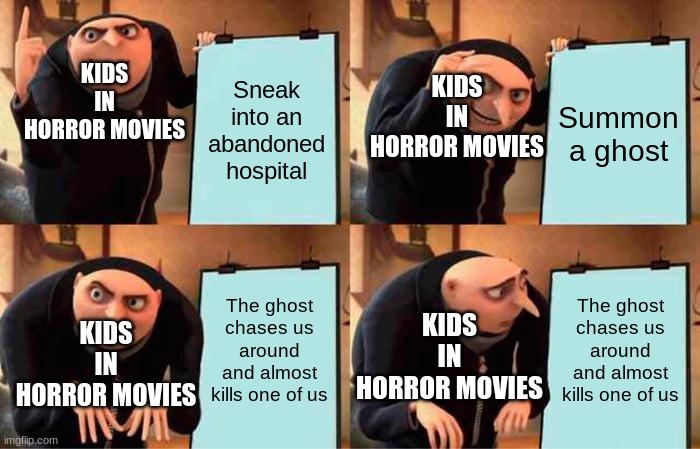 KIDS
IN
HORROR MOVIES
Sneak
into an
abandoned
hospital
KIDS
IN
HORROR MOVIES
Summon
a ghost
KIDS
IN
HORROR MOVIES
The ghost
chases us
around
and almost
kills one of us
KIDS
IN
HORROR MOVIES
The ghost
chases us
around
and almost
kills one of us
imgflip.com